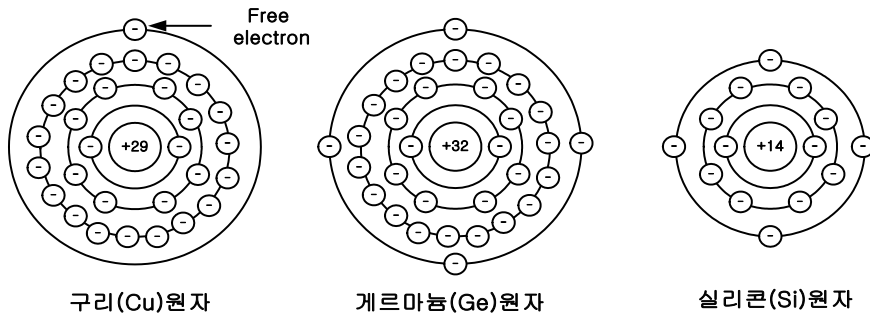 Free
electron
+29
+32
+14
구리(Cu)원자
게르마늄(Ge)원자
실리콘(Si)원자